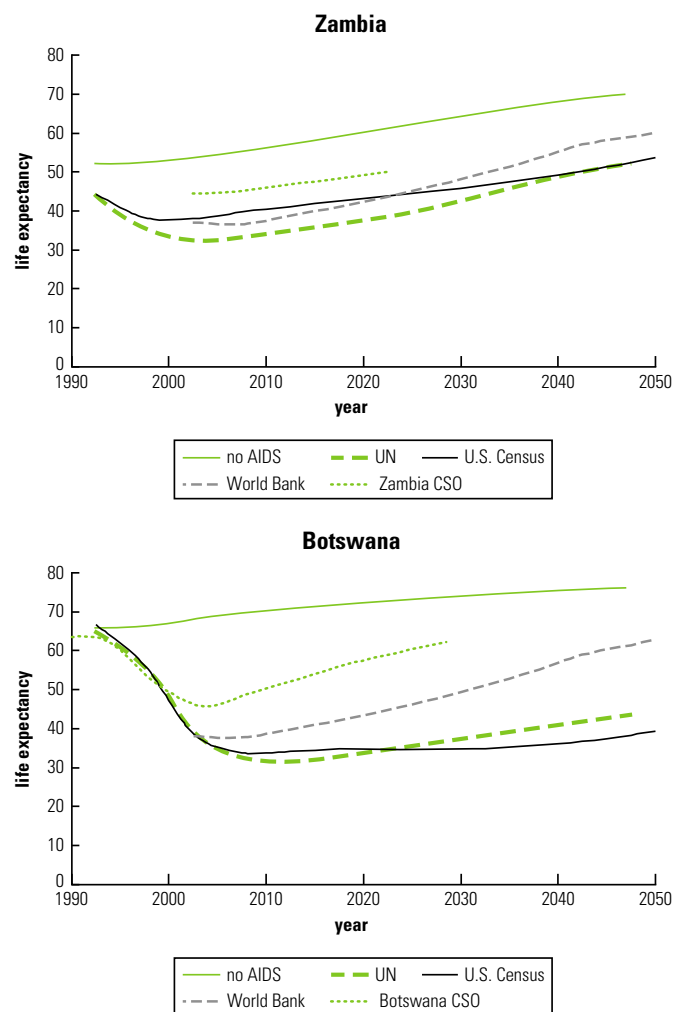 Zambia
80
70
60
50
40
30
20
10
0
life expectancy
1990 2000 2010 2020 2030 2040 2050
year
no AIDS UN U.S. Census
World Bank Zambia CSO
Botswana
80
70
60
50
40
30
20
10
0
life expectancy
1990 2000 2010 2020 2030 2040 2050
year
no AIDS UN U.S. Census
World Bank Botswana CSO